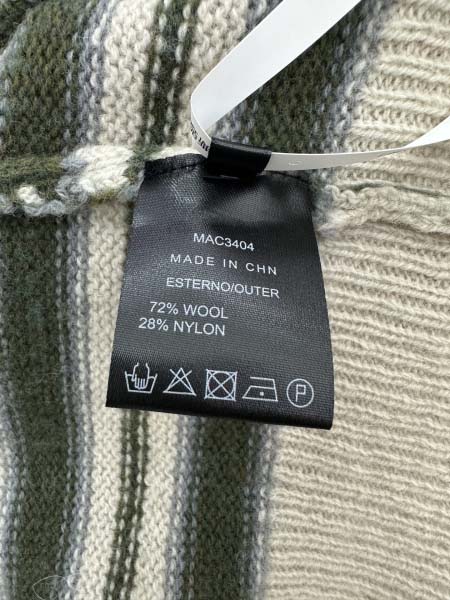 MAC3404
MADE IN CHN
ESTERNO/OUTER
72% WOOL
28% NYLON
P